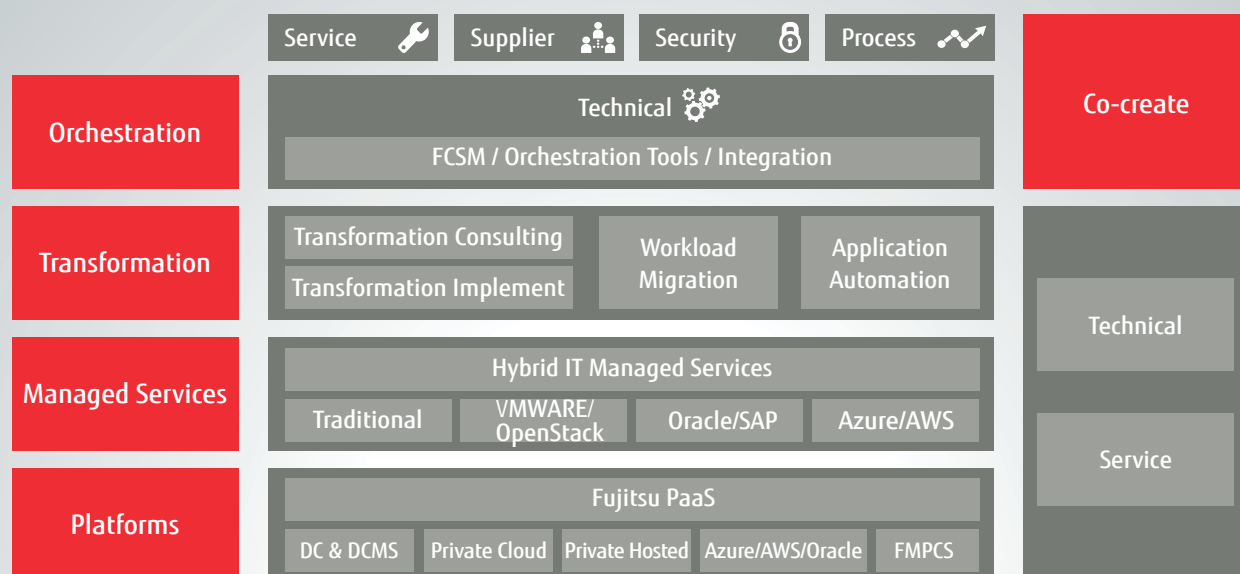 Service
Supplier
Security
Process
Orchestration
Technical
FCSM / Orchestration Tools / Integration
Co-create
Transformation
Transformation Consulting
Transformation Implement
Workload
Migration
Application
Automation
Managed Services
Hybrid IT Managed Services
Traditional
VMWARE/
OpenStack
Oracle/SAP
Azure/AWS
Platforms
Fujitsu PaaS
DC & DCMS
Private Cloud
Private Hosted
Azure/AWS/Oracle
FMPCS
Technical
Service